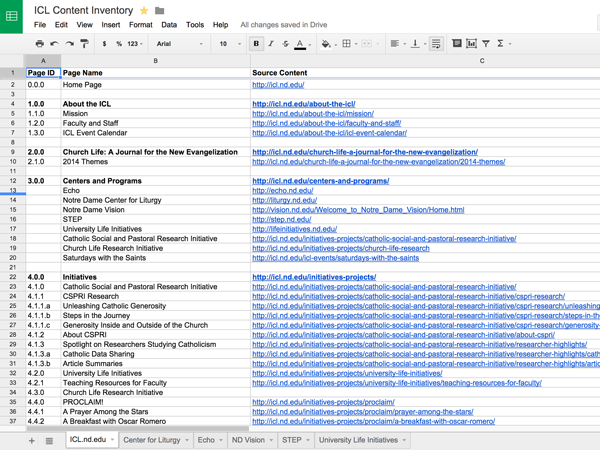 ICL Content Inventory
File Edit View Insert Format Data Tools Help All changes saved in Drive
$ % 123 Arial 10 B I S A Σ
A B C
1 Page ID Page Name Source Content
2 0.0.0 Home Page http://icl.nd.edu/
3
4 1.0.0 About the ICL http://icl.nd.edu/about-the-icl/
5 1.1.0 Mission http://icl.nd.edu/about-the-icl/mission/
6 1.2.0 Faculty and Staff http://icl.nd.edu/about-the-icl/faculty-and-staff/
7 1.3.0 ICL Event Calendar http://icl.nd.edu/about-the-icl/icl-event-calendar/
8
9 2.0.0 Church Life: A Journal for the New Evangelization http://icl.nd.edu/church-life-a-journal-for-the-new-evangelization/
10 2.1.0 2014 Themes http://icl.nd.edu/church-life-a-journal-for-the-new-evangelization/2014-themes/
11
12 3.0.0 Centers and Programs http://icl.nd.edu/centers-and-programs/
13 Echo http://echo.nd.edu/
14 Notre Dame Center for Liturgy http://liturgy.nd.edu/
15 Notre Dame Vision http://vision.nd.edu/Welcome_to_Notre_Dame_Vision/Home.html
16 STEP http://step.nd.edu/
17 University Life Initiatives http://lifeinitiatives.nd.edu/
18 Catholic Social and Pastoral Research Initiative http://icl.nd.edu/initiatives-projects/catholic-social-and-pastoral-research-initiative/
19 Church Life Research Initiative http://icl.nd.edu/initiatives-projects/church-life-research
20 Saturdays with the Saints http://icl.nd.edu/icl-events/saturdays-with-the-saints
21
22 4.0.0 Initiatives http://icl.nd.edu/initiatives-projects/
23 4.1.0 Catholic Social and Pastoral Research Initiative http://icl.nd.edu/initiatives-projects/catholic-social-and-pastoral-research-initiative/
24 4.1.1 CSPRI Research http://icl.nd.edu/initiatives-projects/catholic-social-and-pastoral-research-initiative/cspri-research/
25 4.1.1.a Unleashing Catholic Generosity http://icl.nd.edu/initiatives-projects/catholic-social-and-pastoral-research-initiative/cspri-research/unleashing
26 4.1.1.b Steps in the Journey http://icl.nd.edu/initiatives-projects/catholic-social-and-pastoral-research-initiative/cspri-research/steps-in-th
27 4.1.1.c Generosity Inside and Outside of the Church http://icl.nd.edu/initiatives-projects/catholic-social-and-pastoral-research-initiative/cspri-research/generosity-
28 4.1.2 About CSPRI http://icl.nd.edu/initiatives-projects/catholic-social-and-pastoral-research-initiative/about-cspri/
29 4.1.3 Spotlight on Researchers Studying Catholicism http://icl.nd.edu/initiatives-projects/catholic-social-and-pastoral-research-initiative/researcher-highlights/
30 4.1.3.a Catholic Data Sharing http://icl.nd.edu/initiatives-projects/catholic-social-and-pastoral-research-initiative/researcher-highlights/cath
31 4.1.3.b Article Summaries http://icl.nd.edu/initiatives-projects/catholic-social-and-pastoral-research-initiative/researcher-highlights/artic
32 4.2.0 University Life Initiatives http://icl.nd.edu/initiatives-projects/university-life-initiatives/
33 4.2.1 Teaching Resources for Faculty http://icl.nd.edu/initiatives-projects/university-life-initiatives/teaching-resources-for-faculty/
34 4.3.0 Church Life Research Initiative
35 4.4.0 PROCLAIM! http://icl.nd.edu/initiatives-projects/proclaim/
36 4.4.1 A Prayer Among the Stars http://icl.nd.edu/initiatives-projects/proclaim/prayer-among-the-stars/
37 4.4.2 A Breakfast with Oscar Romero http://icl.nd.edu/initiatives-projects/proclaim/a-breakfast-with-oscar-romero/
ICL.nd.edu Center for Liturgy Echo ND Vision STEP University Life Initiatives